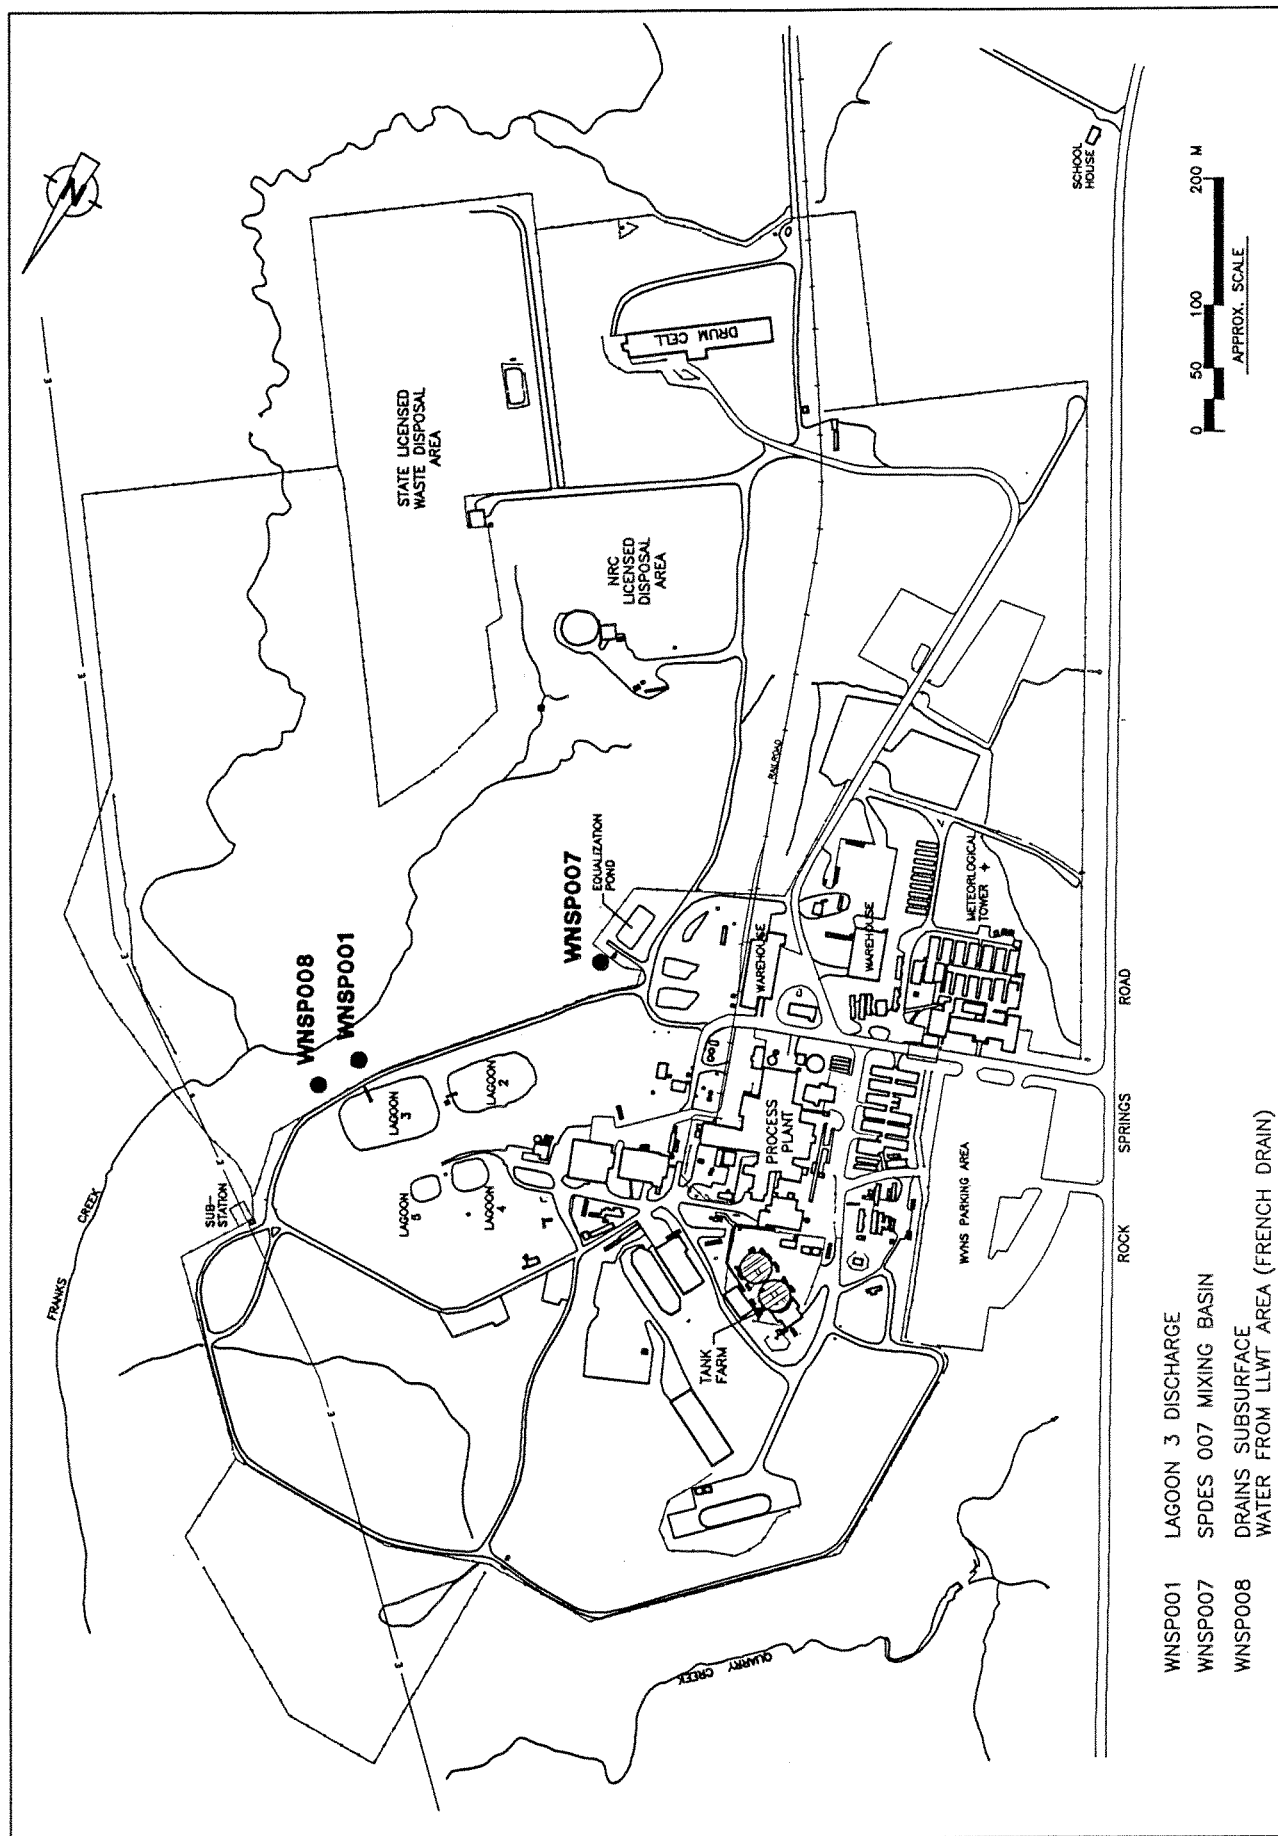 N
SCHOOL
HOUSE
DRUM CELL
STATE LICENSED
WASTE DISPOSAL
AREA
NRC
LICENSED
DISPOSAL
AREA
RAILROAD
WNSP007
EQUALIZATION
POND
WNSP008
WNSP001
METEORLOGICAL
TOWER +
WAREHOUSE
WAREHOUSE
LAGOON
3
LAGOON
2
LAGOON
5
LAGOON
4
SUB-
STATION
FRANKS
CREEK
PROCESS
PLANT
TANK
FARM
WVNS PARKING AREA
QUARRY CREEK
ROCK
SPRINGS
ROAD
0 50 100 200 M
APPROX. SCALE
WNSP001 LAGOON 3 DISCHARGE
WNSP007 SPDES 007 MIXING BASIN
WNSP008 DRAINS SUBSURFACE
WATER FROM LLWT AREA (FRENCH DRAIN)